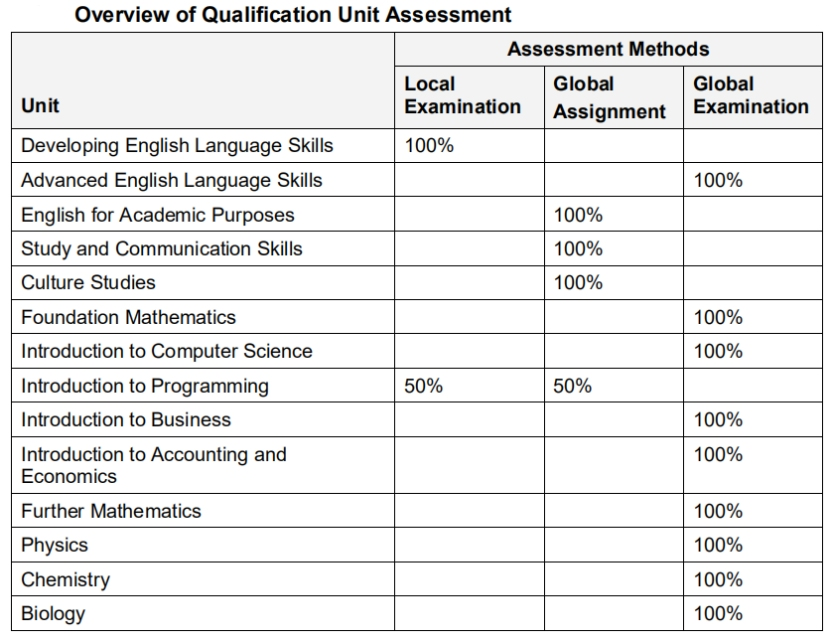 Overview of Qualification Unit Assessment
Assessment Methods
Unit
Local
Examination
Global
Assignment
Global
Examination
Developing English Language Skills 100%
Advanced English Language Skills 100%
English for Academic Purposes 100%
Study and Communication Skills 100%
Culture Studies 100%
Foundation Mathematics 100%
Introduction to Computer Science 100%
Introduction to Programming 50% 50%
Introduction to Business 100%
Introduction to Accounting and
Economics
100%
Further Mathematics 100%
Physics 100%
Chemistry 100%
Biology 100%